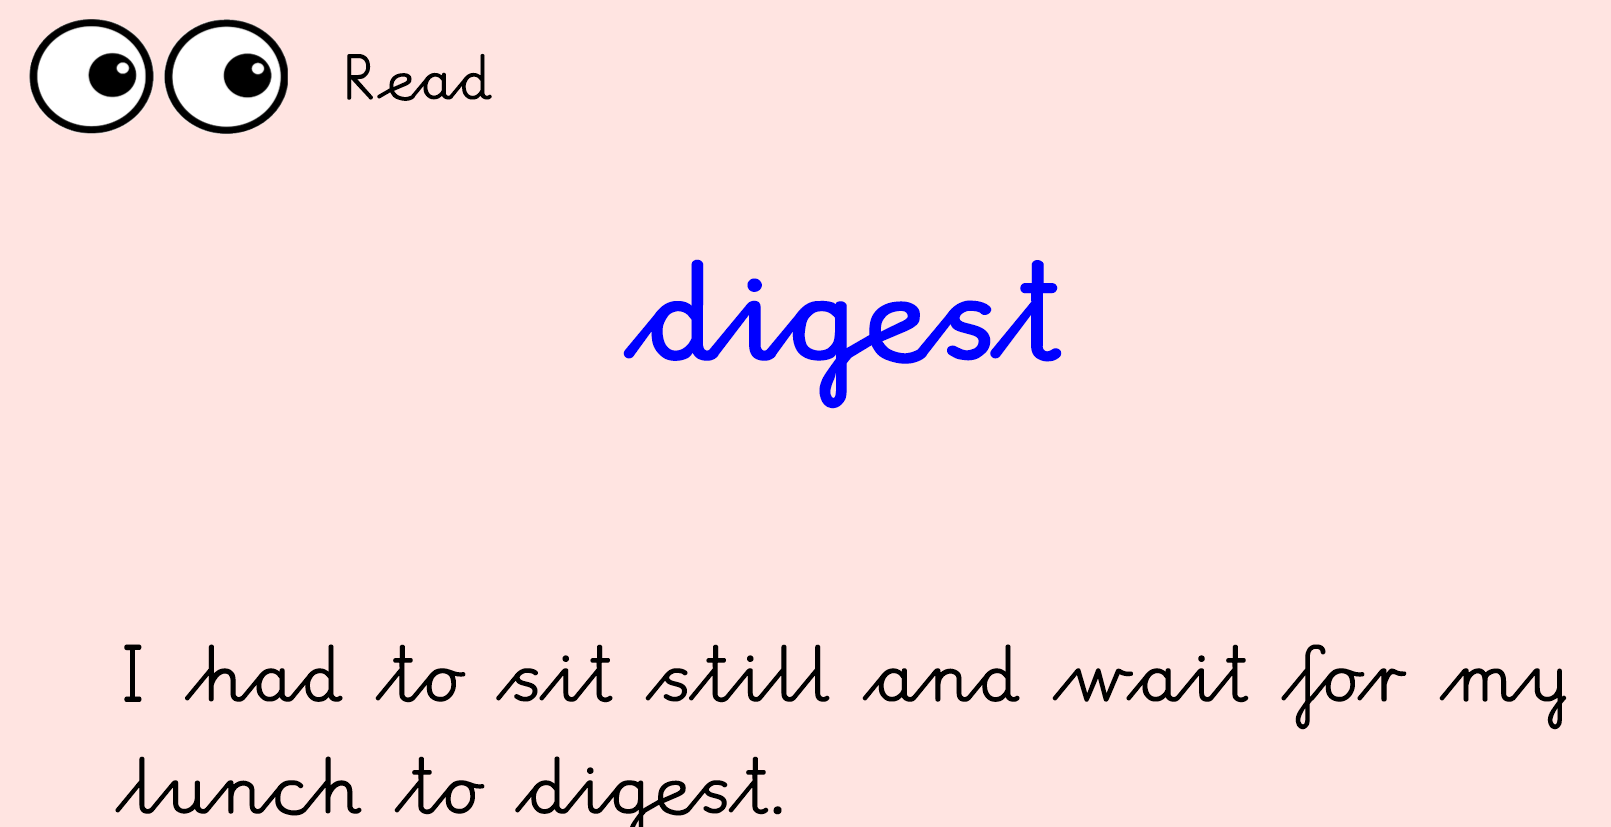 Read
digest
I had to sit still and wait for my
lunch to digest.